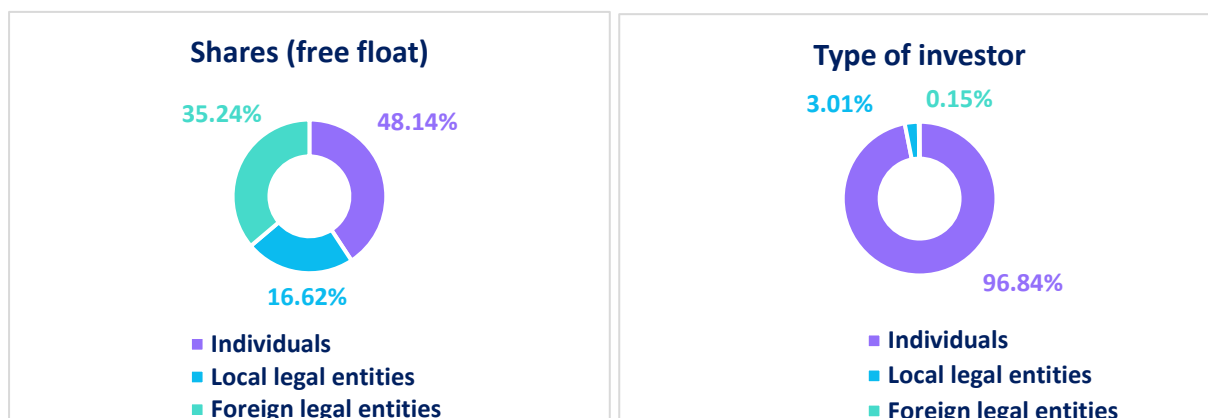 Shares (free float)
35.24%
48.14%
16.62%
Individuals
Local legal entities
Foreign legal entities
Type of investor
3.01%
0.15%
96.84%
Individuals
Local legal entities
Foreign legal entities